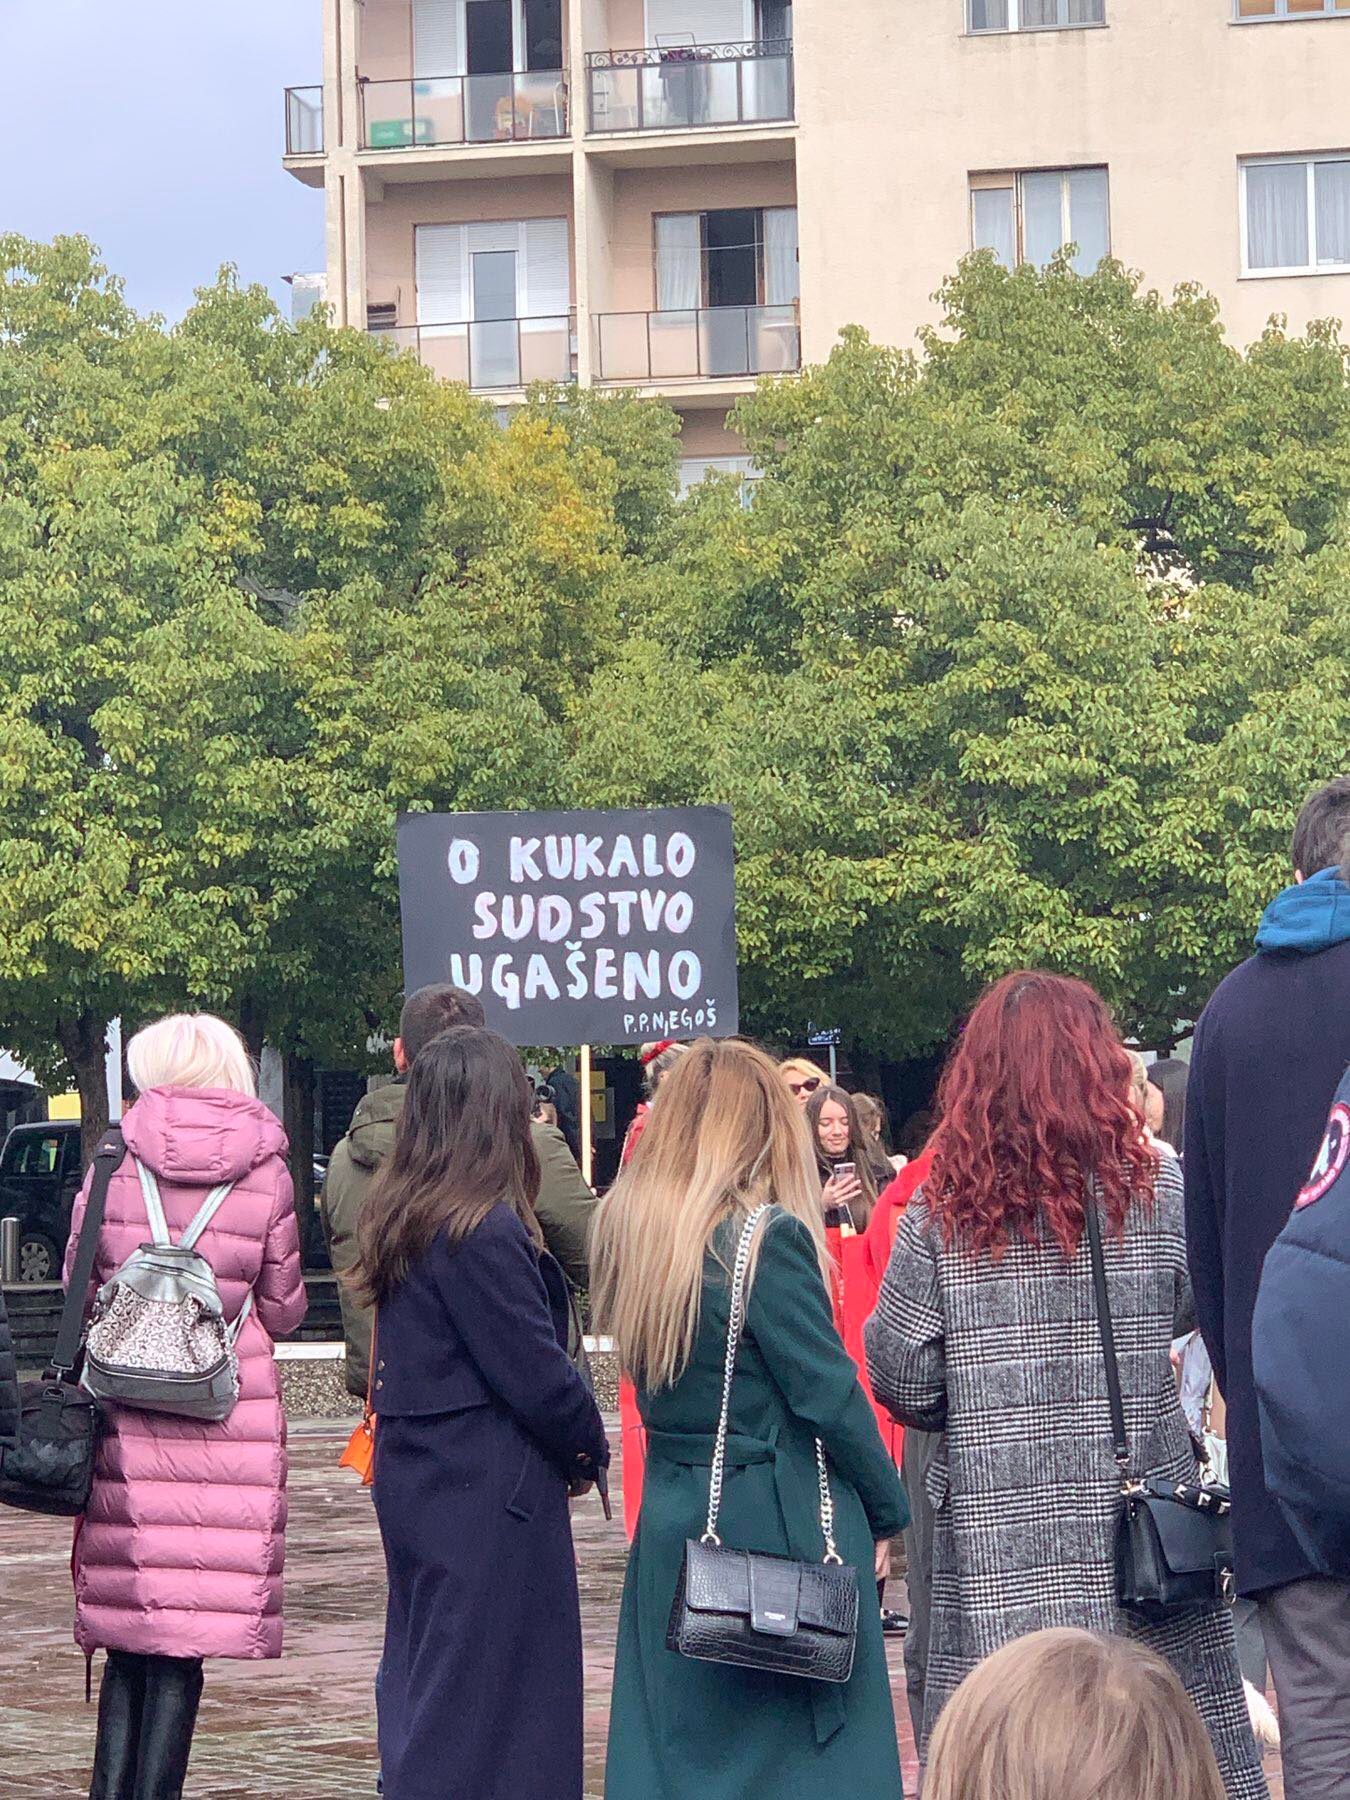 O KUKALO
SUDSTVO
UGAŠENO
P.P.NJEGOŠ